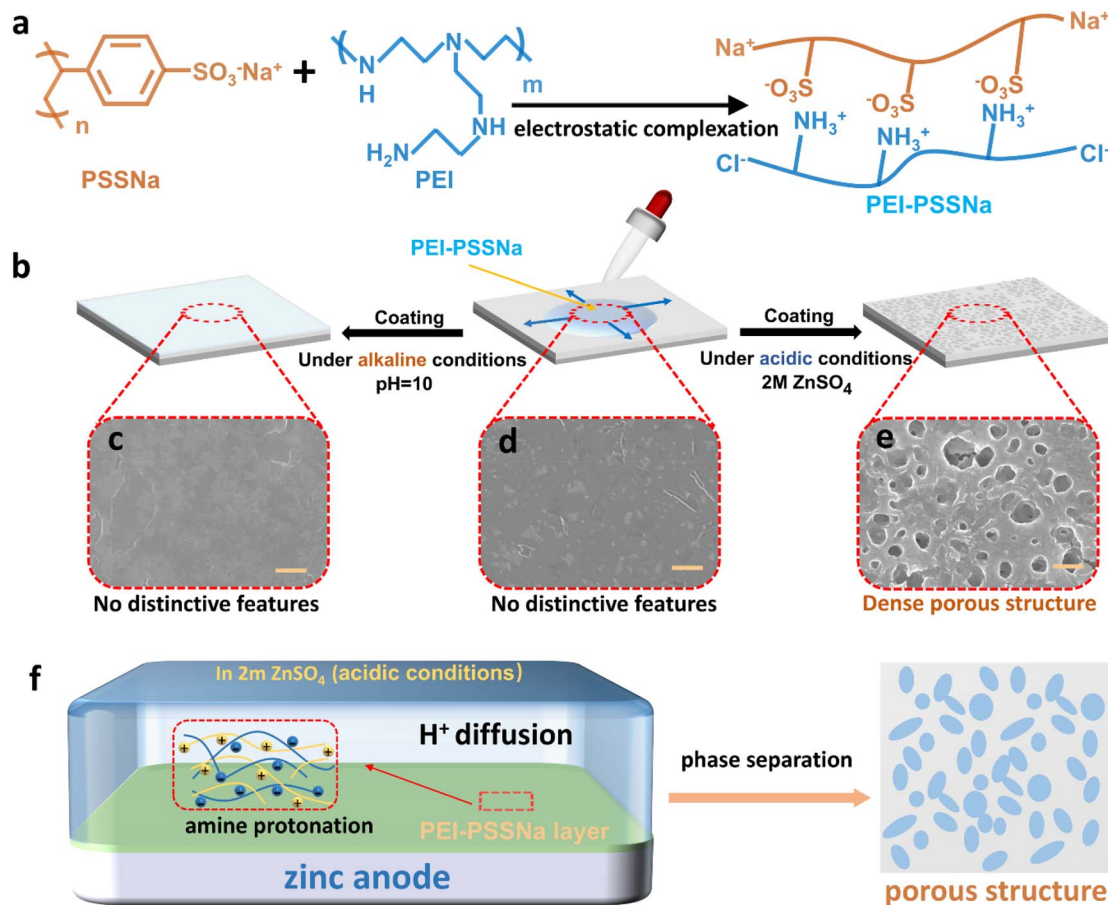 a
SO₃⁻Na⁺
n
PSSNa
+
N
N
H
m
NH
H₂N
PEI
electrostatic complexation
Na⁺
Na⁺
⁻O₃S
⁻O₃S
⁻O₃S
NH₃⁺
NH₃⁺
NH₃⁺
Cl⁻
Cl⁻
PEI-PSSNa
b
PEI-PSSNa
Coating
Under alkaline conditions
pH=10
Coating
Under acidic conditions
2M ZnSO₄
c
No distinctive features
d
No distinctive features
e
Dense porous structure
f
In 2m ZnSO₄ (acidic conditions)
H⁺ diffusion
amine protonation
PEI-PSSNa layer
zinc anode
phase separation
porous structure